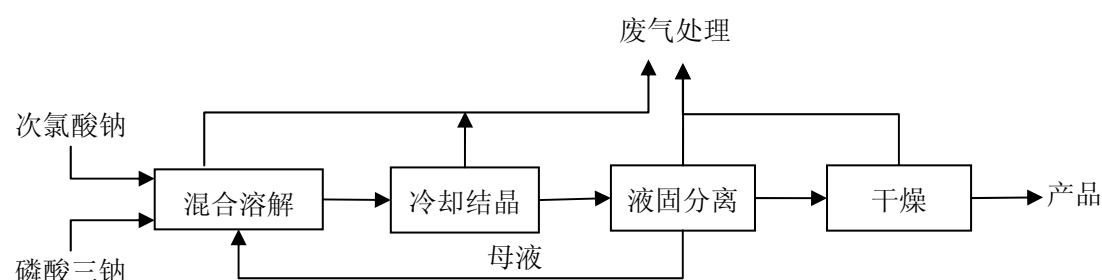 废气处理
次氯酸钠
混合溶解
冷却结晶
液固分离
干燥
产品
母液
磷酸三钠